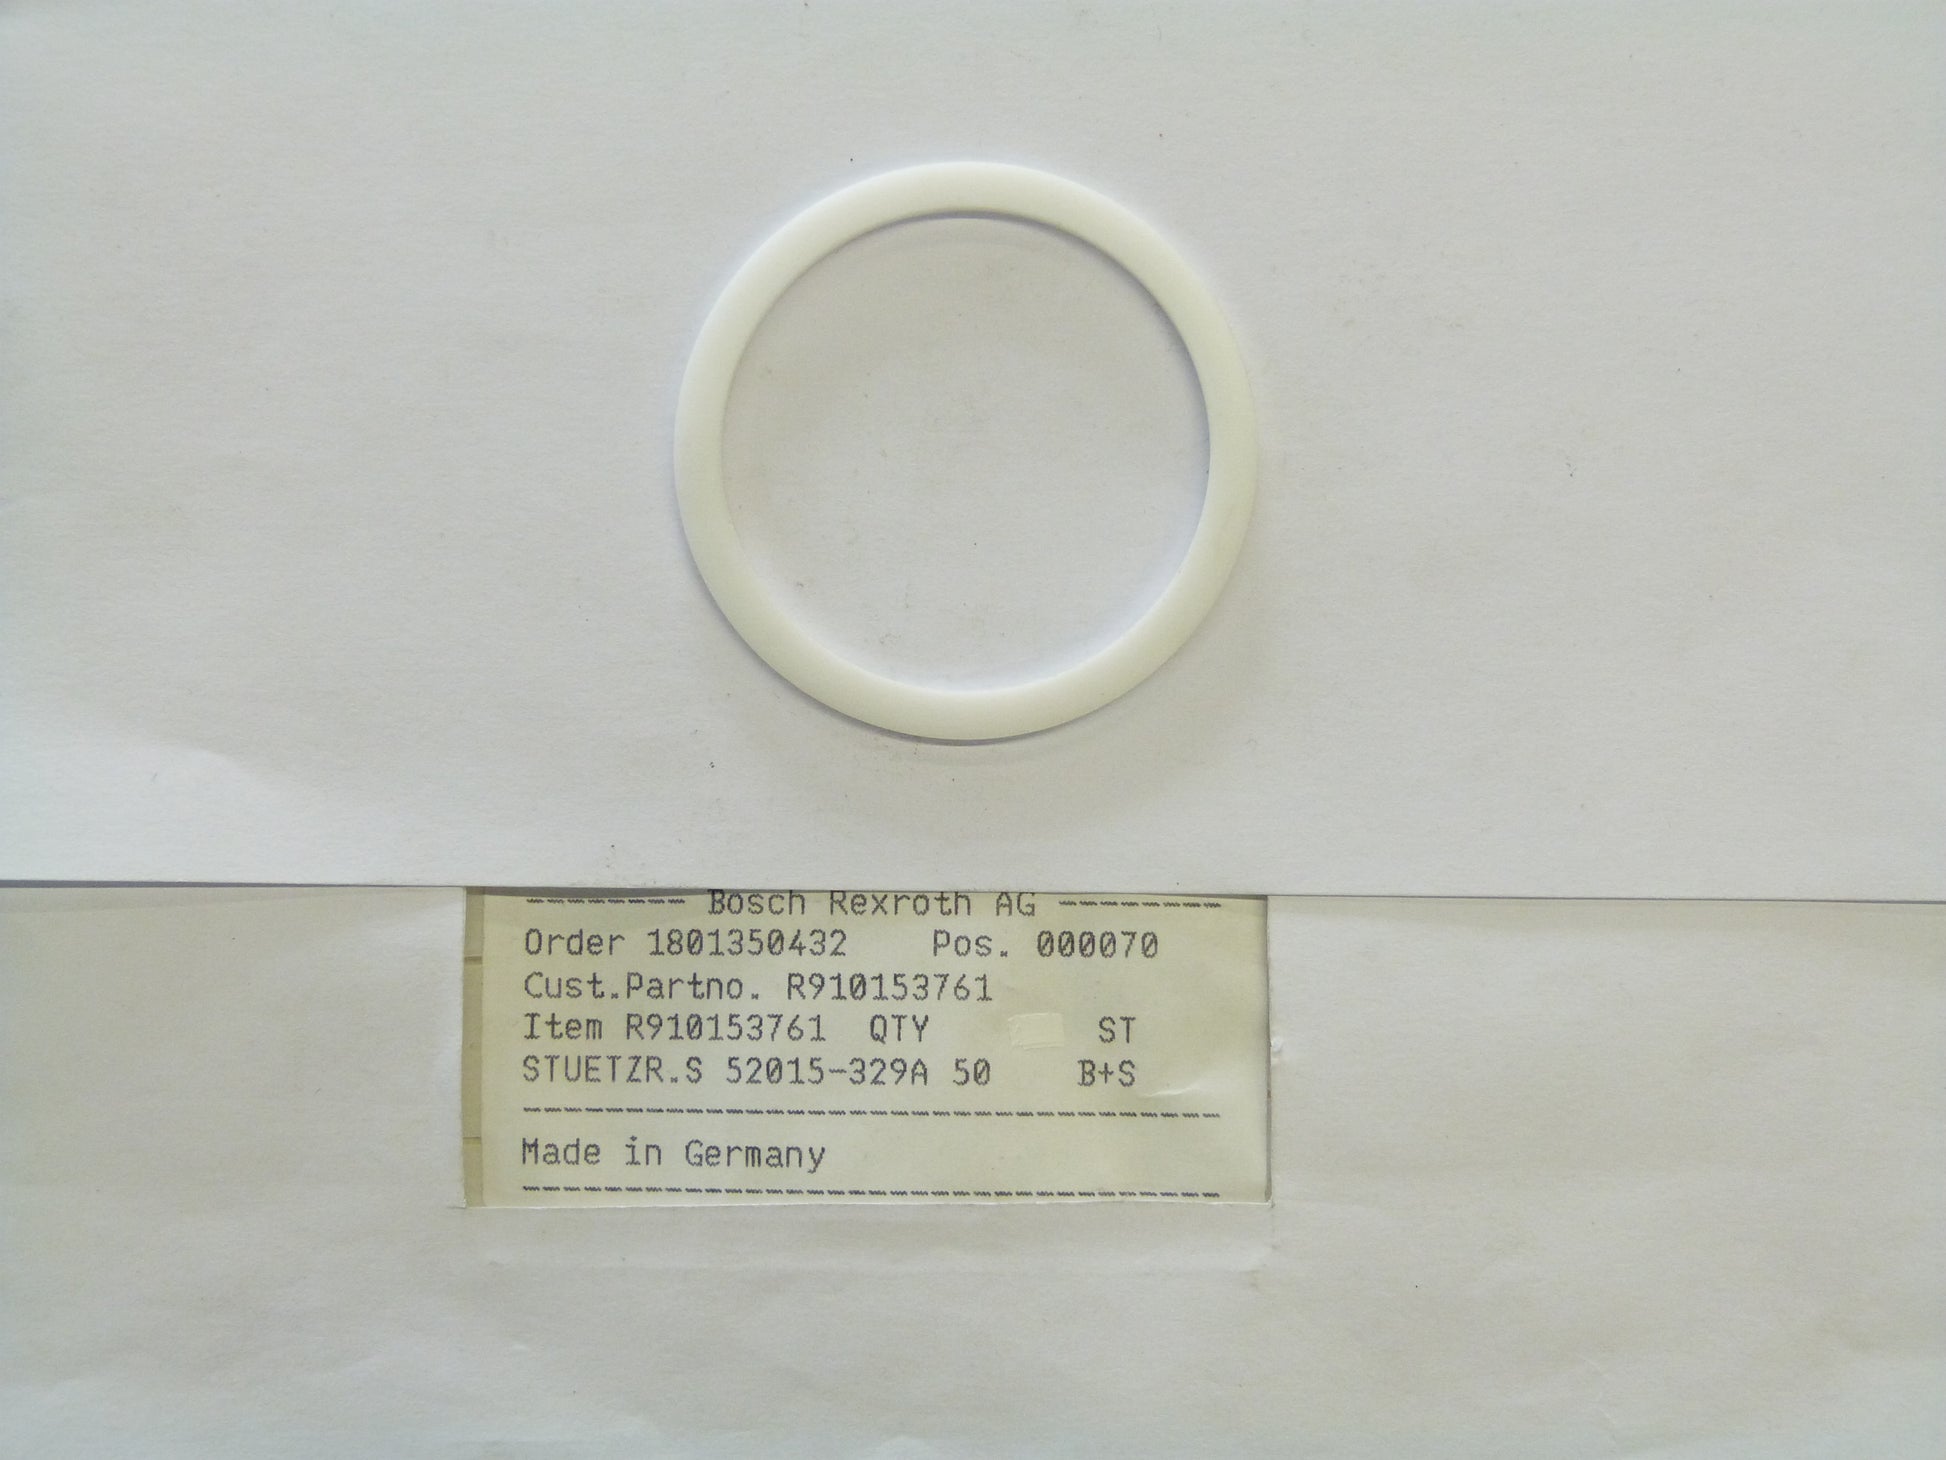 -------- Bosch Rexroth AG --------
Order 1801350432 Pos. 000070
Cust.Partno. R910153761
Item R910153761 QTY ST
STUETZR.S 52015-329A 50 B+S
Made in Germany